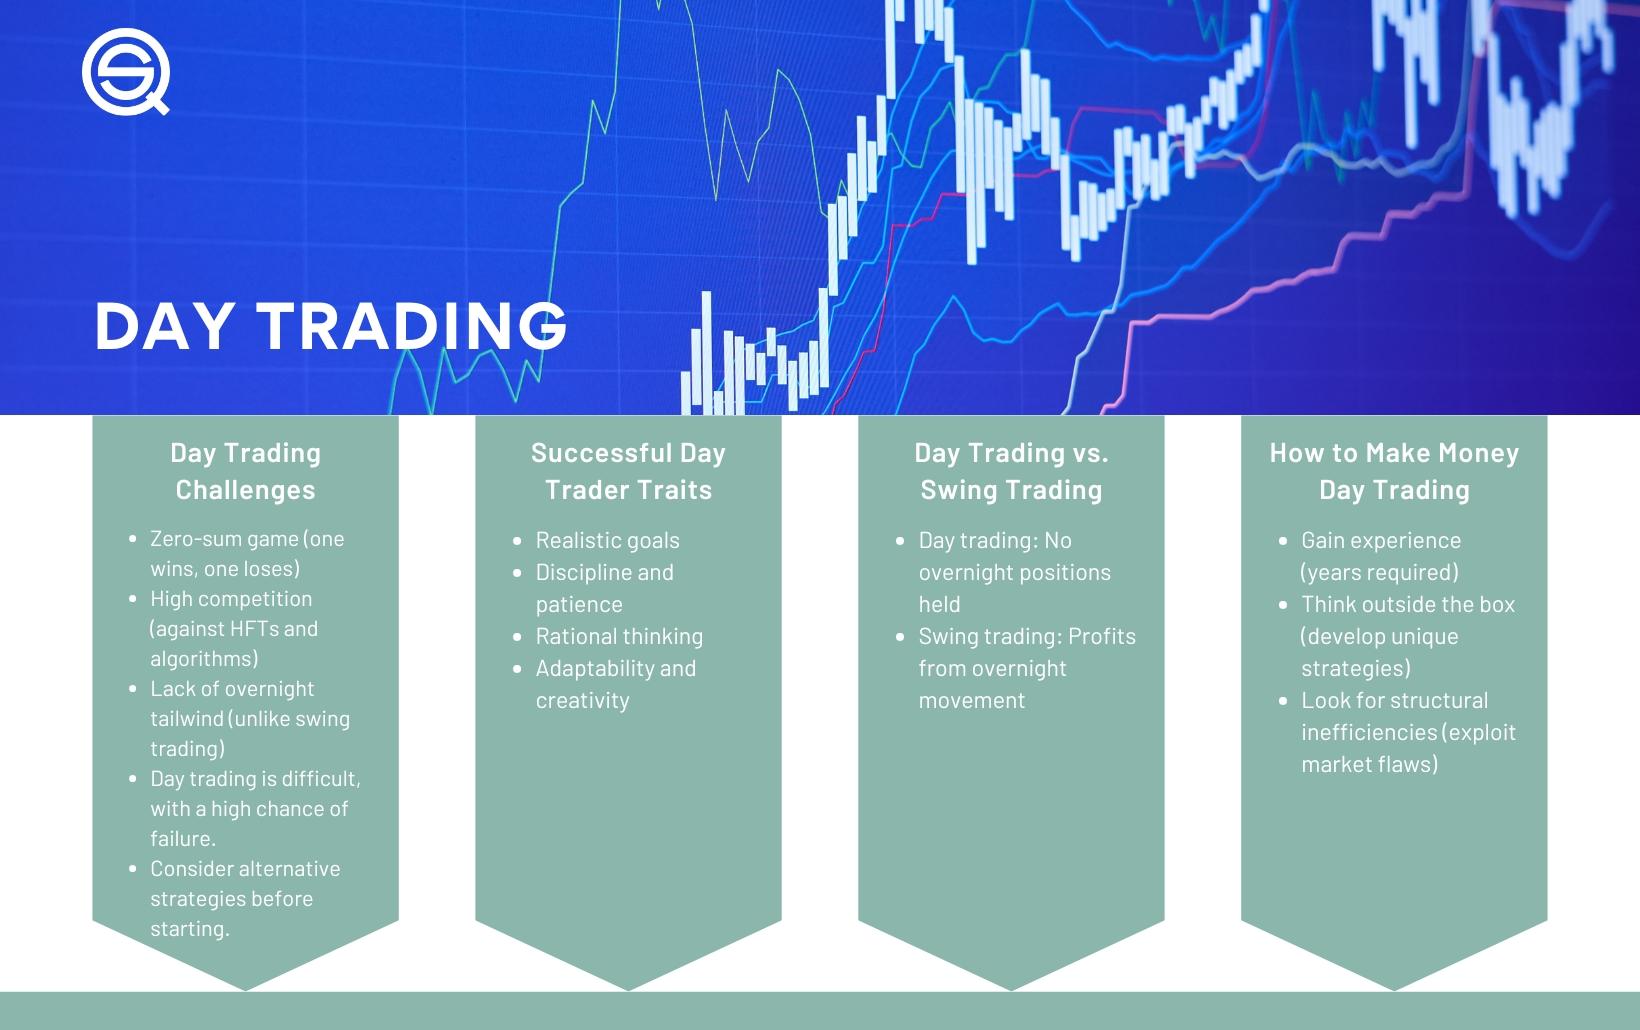 DAY TRADING
Day Trading
Challenges
• Zero-sum game (one
wins, one loses)
• High competition
(against HFTs and
algorithms)
• Lack of overnight
tailwind (unlike swing
trading)
• Day trading is difficult,
with a high chance of
failure.
• Consider alternative
strategies before
starting.
Successful Day
Trader Traits
• Realistic goals
• Discipline and
patience
• Rational thinking
• Adaptability and
creativity
Day Trading vs.
Swing Trading
• Day trading: No
overnight positions
held
• Swing trading: Profits
from overnight
movement
How to Make Money
Day Trading
• Gain experience
(years required)
• Think outside the box
(develop unique
strategies)
• Look for structural
inefficiencies (exploit
market flaws)